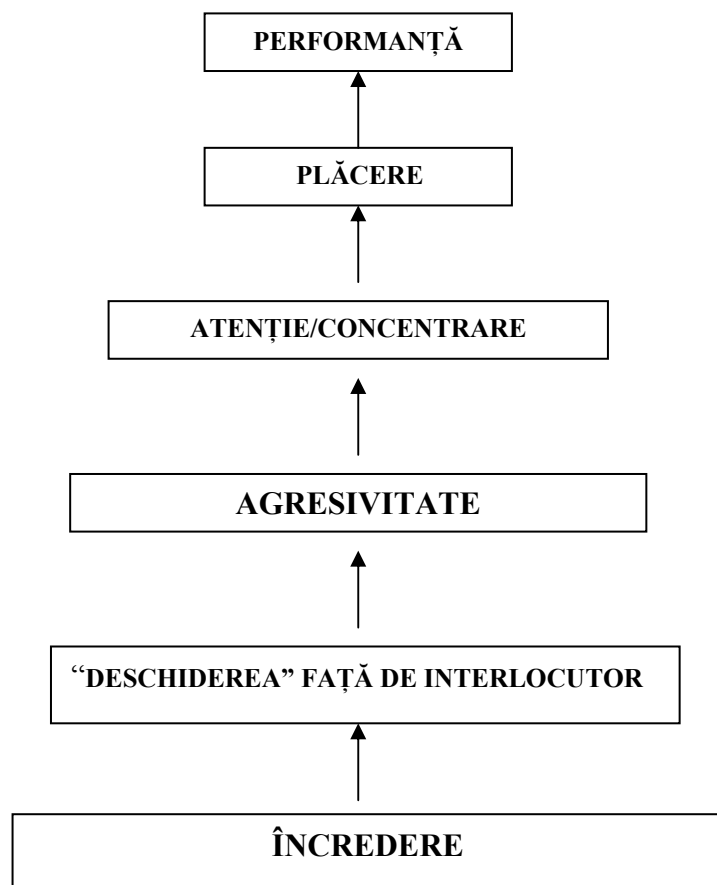 PERFORMANȚĂ
PLĂCERE
ATENȚIE/CONCENTRARE
AGRESIVITATE
“DESCHIDEREA” FAȚĂ DE INTERLOCUTOR
ÎNCREDERE